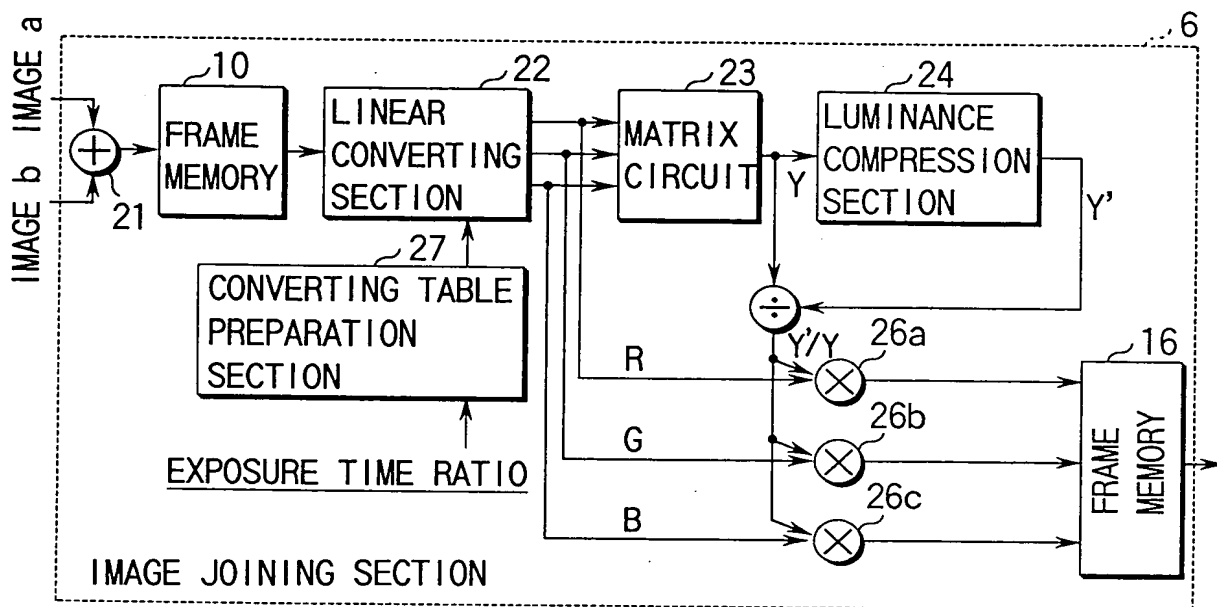 6
IMAGE a
IMAGE b
21
10
FRAME
MEMORY
22
LINEAR
CONVERTING
SECTION
23
MATRIX
CIRCUIT
Y
24
LUMINANCE
COMPRESSION
SECTION
Y'
27
CONVERTING TABLE
PREPARATION
SECTION
EXPOSURE TIME RATIO
÷
Y'/Y
R
26a
G
26b
B
26c
16
FRAME
MEMORY
IMAGE JOINING SECTION